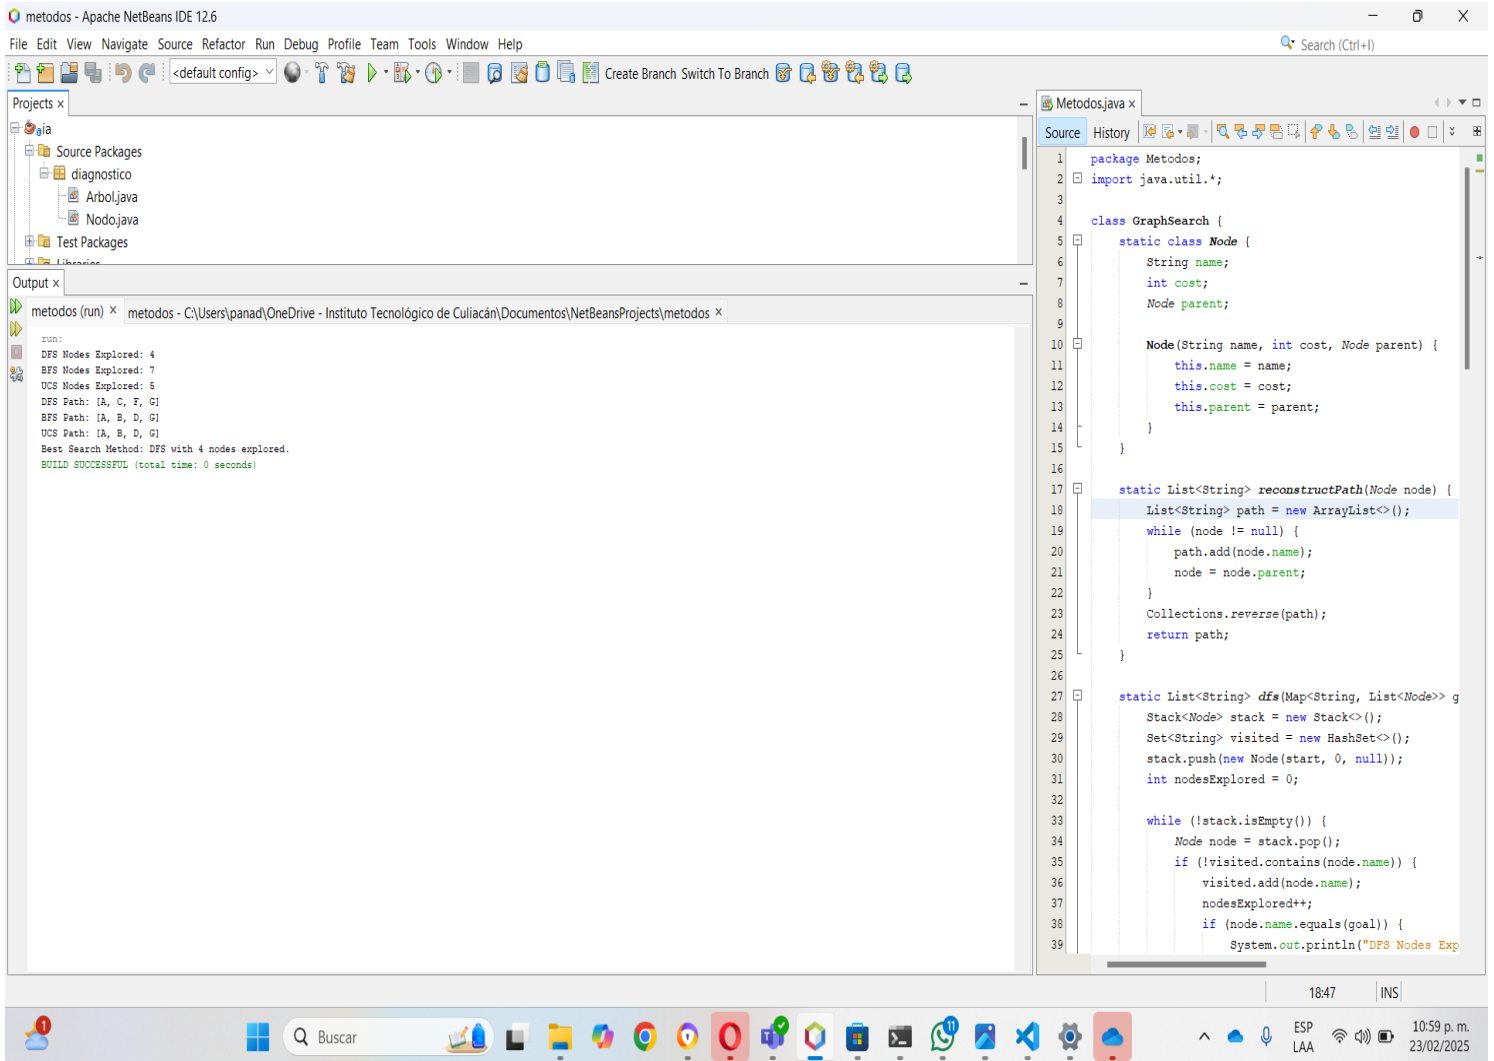 metodos - Apache NetBeans IDE 12.6
File Edit View Navigate Source Refactor Run Debug Profile Team Tools Window Help
Search (Ctrl+I)
<default config>
Create Branch Switch To Branch
Projects ×
ia
Source Packages
diagnostico
Arbol.java
Nodo.java
Test Packages
Libraries
Output ×
metodos (run) × metodos - C:\Users\panad\OneDrive - Instituto Tecnológico de Culiacán\Documentos\NetBeansProjects\metodos ×
run:
DFS Nodes Explored: 4
BFS Nodes Explored: 7
UCS Nodes Explored: 5
DFS Path: [A, C, F, G]
BFS Path: [A, B, D, G]
UCS Path: [A, B, D, G]
Best Search Method: DFS with 4 nodes explored.
BUILD SUCCESSFUL (total time: 0 seconds)
Metodos.java ×
Source History
1 package Metodos;
2 import java.util.*;
3
4 class GraphSearch {
5 static class Node {
6 String name;
7 int cost;
8 Node parent;
9
10 Node(String name, int cost, Node parent) {
11 this.name = name;
12 this.cost = cost;
13 this.parent = parent;
14 }
15 }
16
17 static List<String> reconstructPath(Node node) {
18 List<String> path = new ArrayList<>();
19 while (node != null) {
20 path.add(node.name);
21 node = node.parent;
22 }
23 Collections.reverse(path);
24 return path;
25 }
26
27 static List<String> dfs(Map<String, List<Node>> g
28 Stack<Node> stack = new Stack<>();
29 Set<String> visited = new HashSet<>();
30 stack.push(new Node(start, 0, null));
31 int nodesExplored = 0;
32
33 while (!stack.isEmpty()) {
34 Node node = stack.pop();
35 if (!visited.contains(node.name)) {
36 visited.add(node.name);
37 nodesExplored++;
38 if (node.name.equals(goal)) {
39 System.out.println("DFS Nodes Exp
18:47 INS
1
Buscar
11
ESP
LAA
10:59 p. m.
23/02/2025